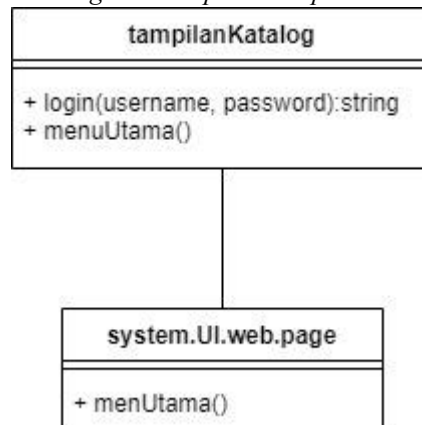 tampilanKatalog
+ login(username, password):string
+ menuUtama()
system.UI.web.page
+ menUtama()